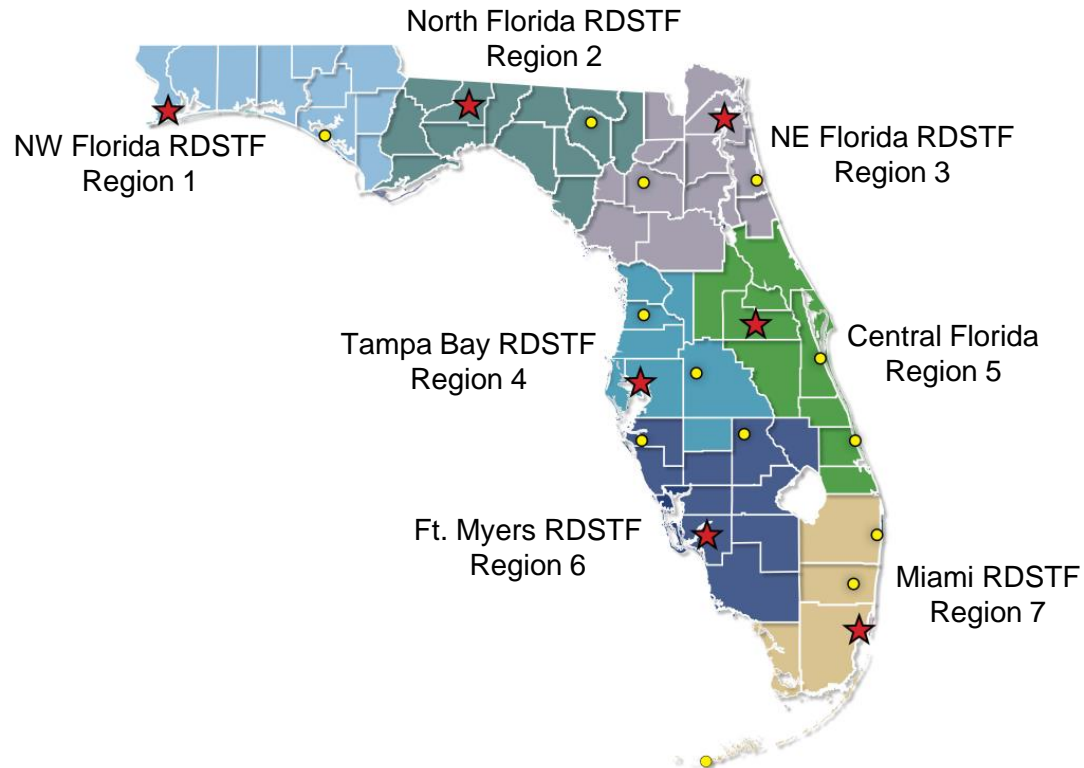 North Florida RDSTF
Region 2
NW Florida RDSTF
Region 1
NE Florida RDSTF
Region 3
Tampa Bay RDSTF
Region 4
Central Florida
Region 5
Ft. Myers RDSTF
Region 6
Miami RDSTF
Region 7